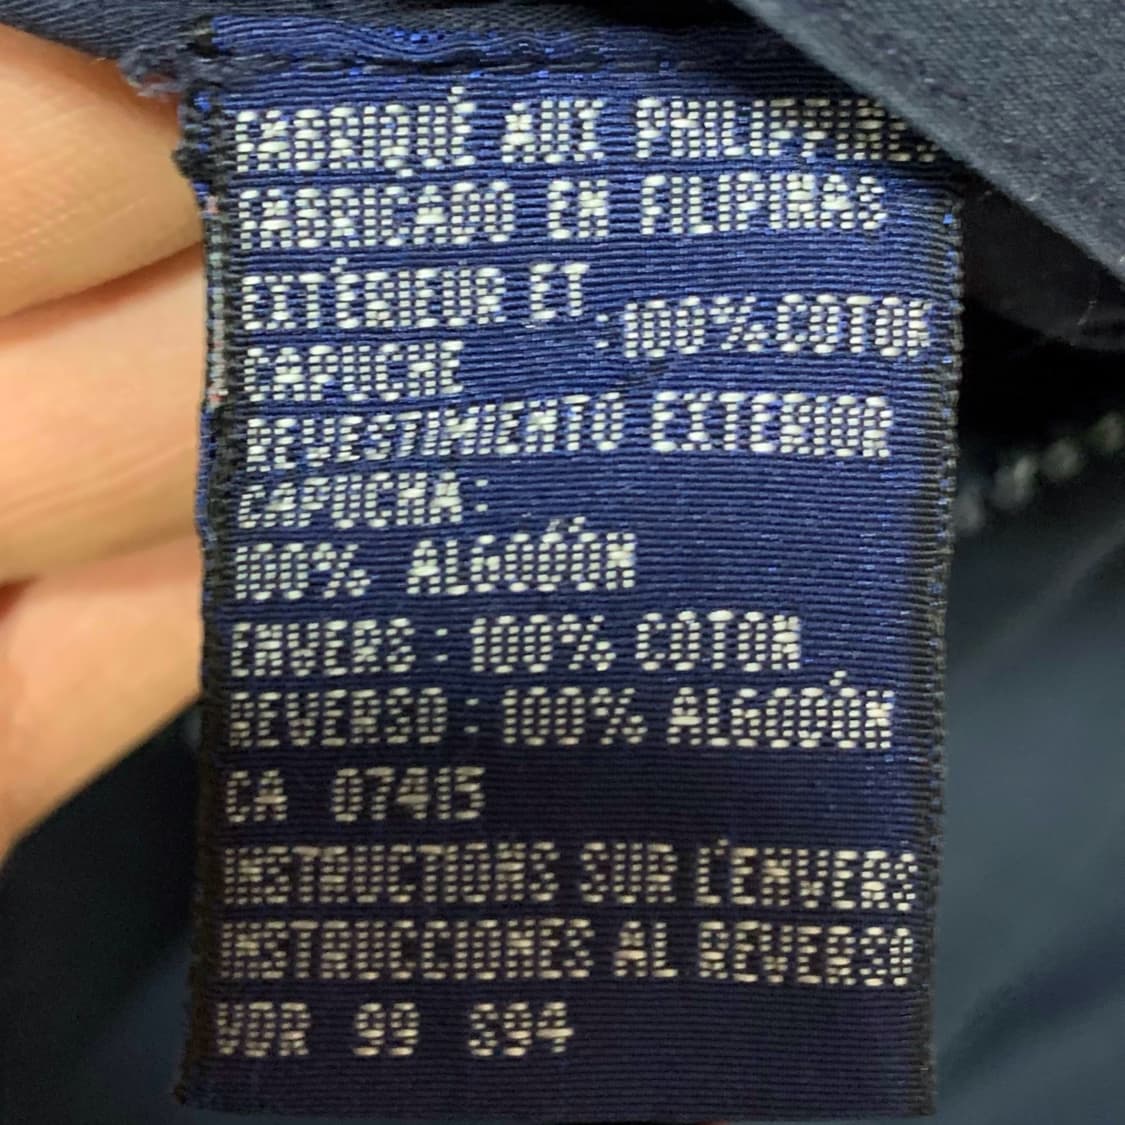 FABRIQUÉ AUX PHILIPPINES
FABRICADO EN FILIPINAS
EXTÉRIEUR ET
CAPUCHE
:100%COTON
REVESTIMIENTO EXTERIOR
CAPUCHA:
100% ALGODÓN
ENVERS : 100% COTON
REVERSO : 100% ALGODÓN
CA 07415
INSTRUCTIONS SUR L'ENVERS
INSTRUCCIONES AL REVERSO
VDR 99 S94